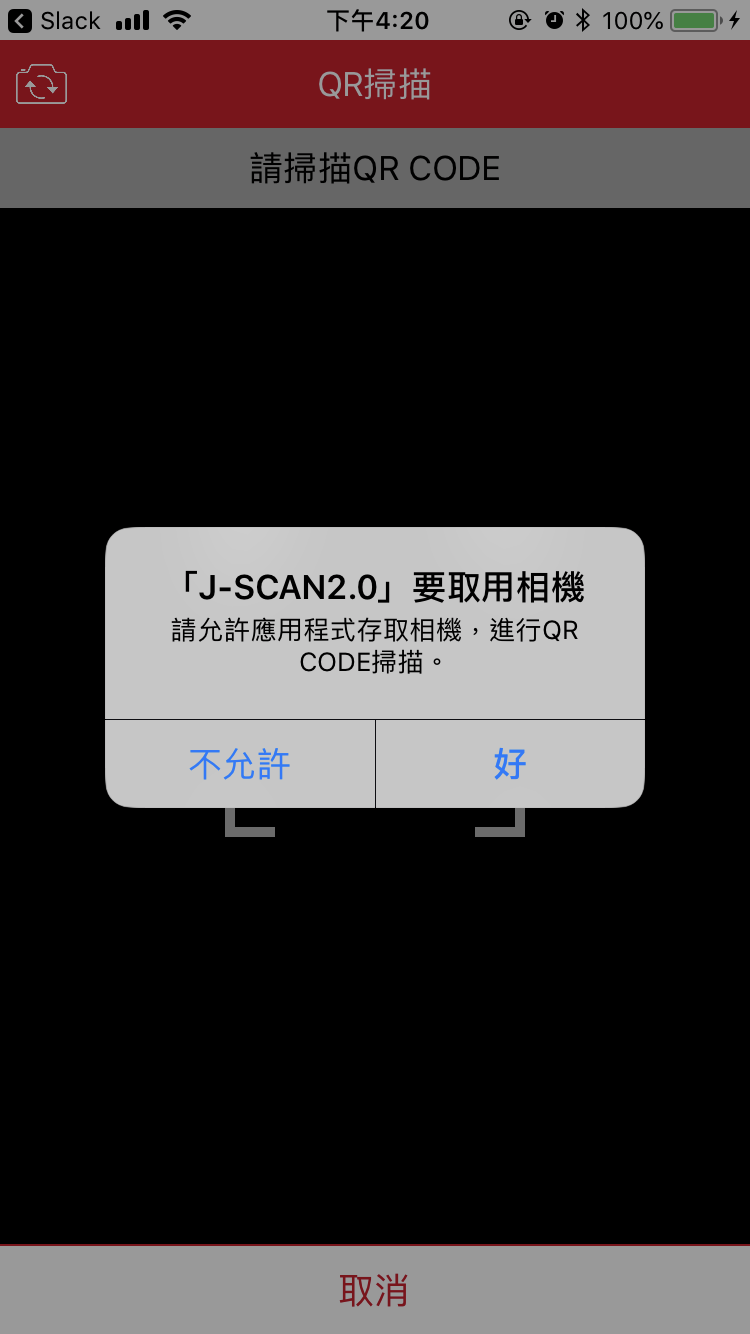 Slack 下午4:20 100%
QR掃描
請掃描QR CODE
「J-SCAN2.0」要取用相機
請允許應用程式存取相機，進行QR
CODE掃描。
不允許 好
取消